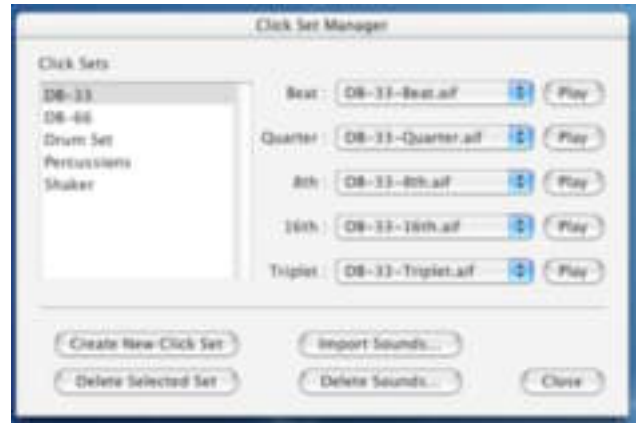 Click Set Manager
Click Sets
DB-33
DB-66
Drum Set
Percussions
Shaker
Beat : DB-33-Beat.aif Play
Quarter : DB-33-Quarter.aif Play
8th : DB-33-8th.aif Play
16th : DB-33-16th.aif Play
Triplet : DB-33-Triplet.aif Play
Create New Click Set Import Sounds...
Delete Selected Set Delete Sounds... Close